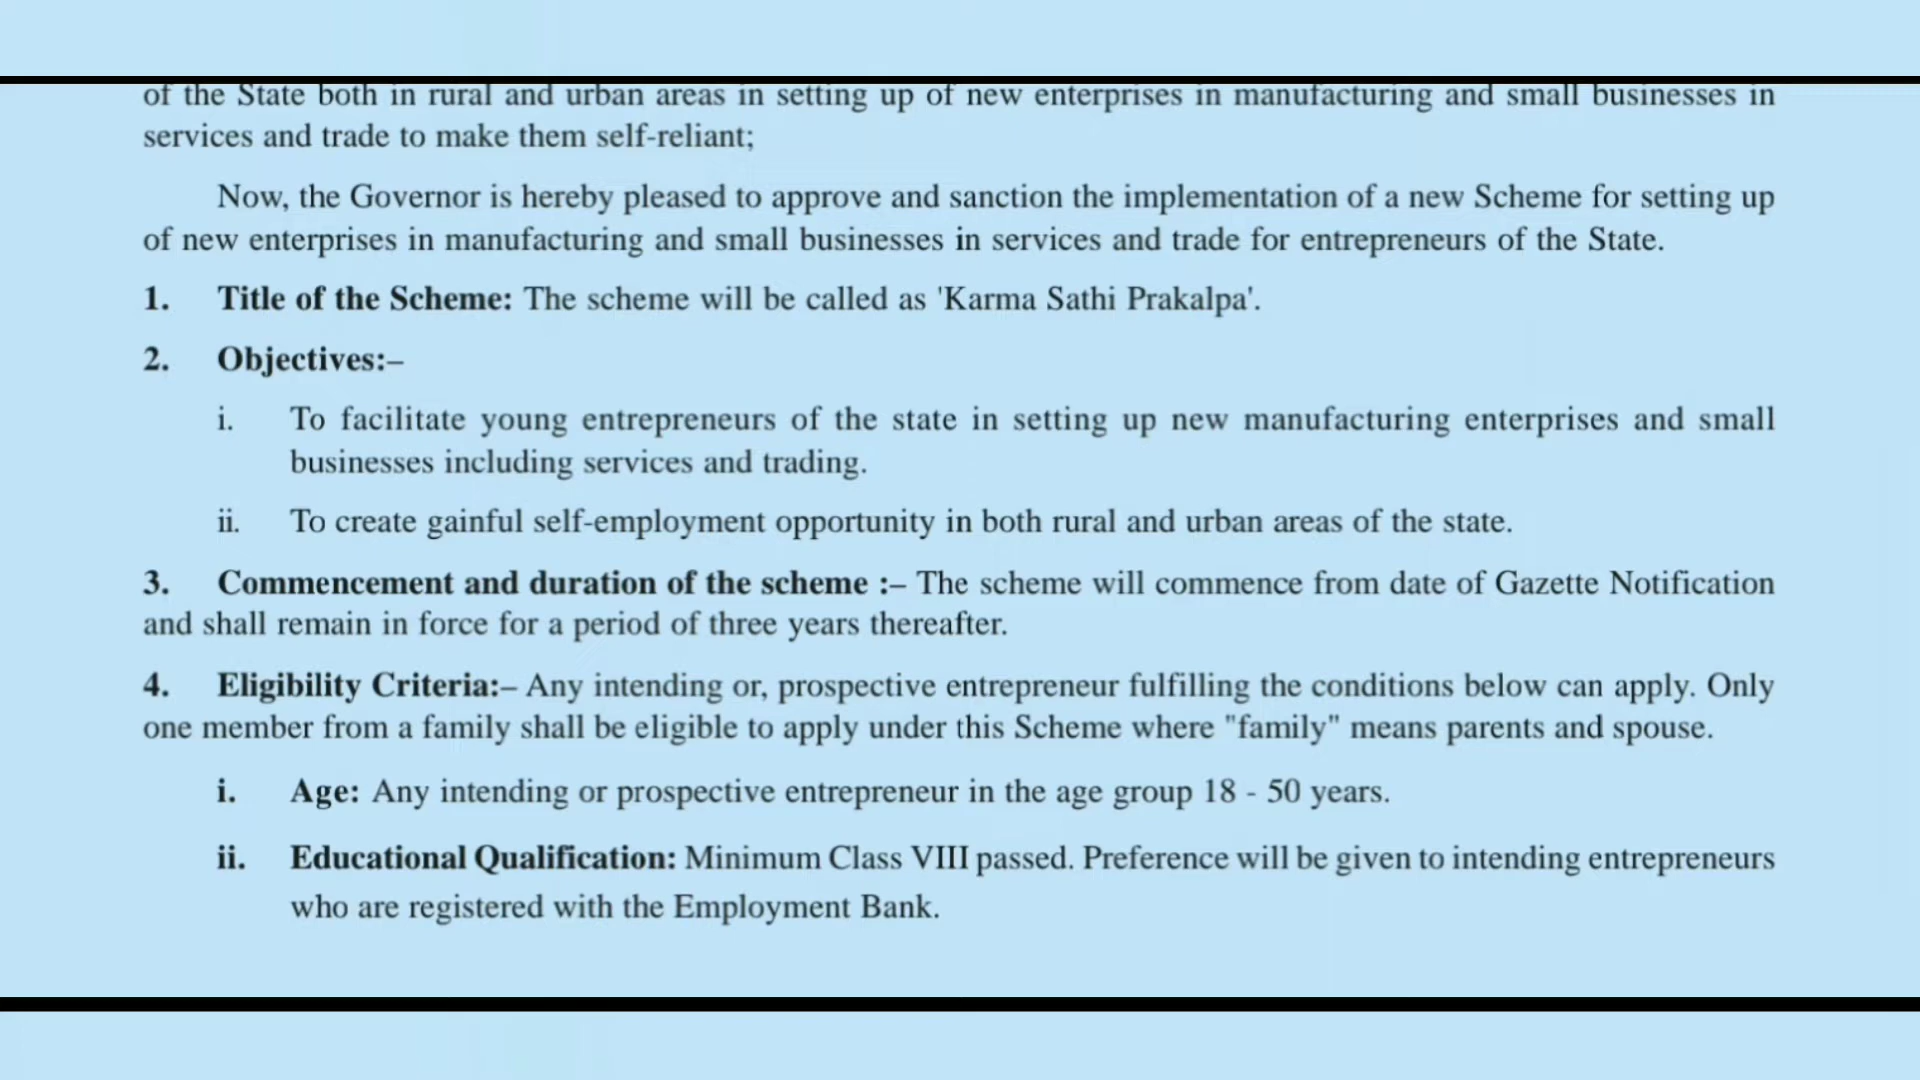 of the State both in rural and urban areas in setting up of new enterprises in manufacturing and small businesses in
services and trade to make them self-reliant;
Now, the Governor is hereby pleased to approve and sanction the implementation of a new Scheme for setting up
of new enterprises in manufacturing and small businesses in services and trade for entrepreneurs of the State.
1. Title of the Scheme: The scheme will be called as 'Karma Sathi Prakalpa'.
2. Objectives:–
i. To facilitate young entrepreneurs of the state in setting up new manufacturing enterprises and small
businesses including services and trading.
ii. To create gainful self-employment opportunity in both rural and urban areas of the state.
3. Commencement and duration of the scheme :– The scheme will commence from date of Gazette Notification
and shall remain in force for a period of three years thereafter.
4. Eligibility Criteria:– Any intending or, prospective entrepreneur fulfilling the conditions below can apply. Only
one member from a family shall be eligible to apply under this Scheme where "family" means parents and spouse.
i. Age: Any intending or prospective entrepreneur in the age group 18 - 50 years.
ii. Educational Qualification: Minimum Class VIII passed. Preference will be given to intending entrepreneurs
who are registered with the Employment Bank.